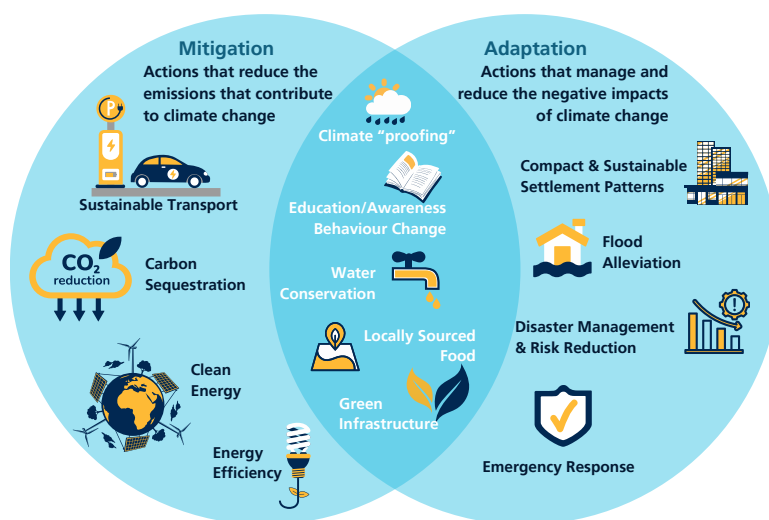 Mitigation
Actions that reduce the
emissions that contribute
to climate change
P
Sustainable Transport
CO2
reduction
Carbon
Sequestration
Clean
Energy
Energy
Efficiency
Climate “proofing”
Education/Awareness
Behaviour Change
Water
Conservation
Locally Sourced
Food
Green
Infrastructure
Adaptation
Actions that manage and
reduce the negative impacts
of climate change
Compact & Sustainable
Settlement Patterns
Flood
Alleviation
Disaster Management
& Risk Reduction
Emergency Response